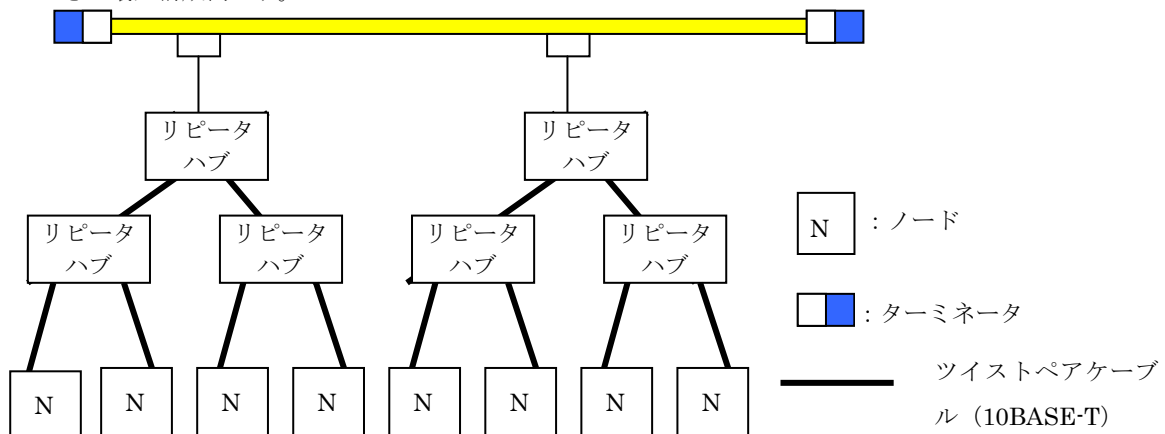 リピータ
ハブ
リピータ
ハブ
リピータ
ハブ
リピータ
ハブ
リピータ
ハブ
リピータ
ハブ
N
:ノード
:ターミネータ
ツイストペアケーブ
ル(10BASE-T)
N
N
N
N
N
N
N
N